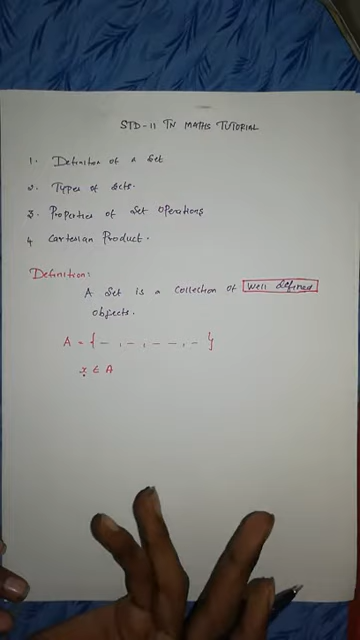 STD-11 TN MATHS TUTORIAL
1. Definition of a set
2. Types of sets.
3. Properties of Set Operations
4 Cartesian Product.
Definition:
A Set is a collection of well defined
objects.
A = { — , — , — — , — }
x ∈ A